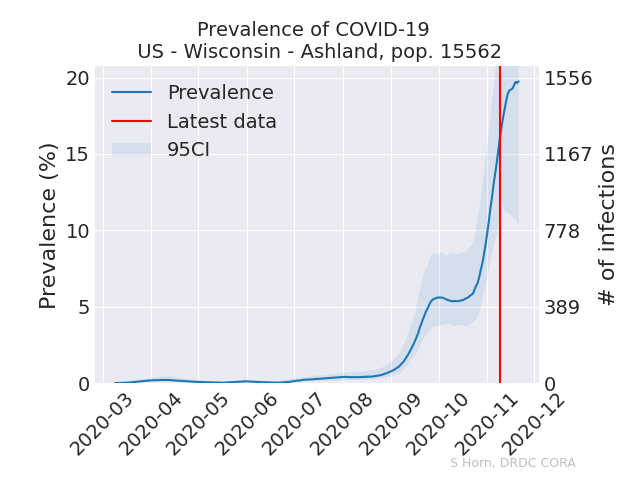 Prevalence of COVID-19
US - Wisconsin - Ashland, pop. 15562
Prevalence
Latest data
95CI
Prevalence (%)
20
15
10
5
0
1556
1167
778
389
0
# of infections
2020-03
2020-04
2020-05
2020-06
2020-07
2020-08
2020-09
2020-10
2020-11
2020-12
S Horn, DRDC CORA